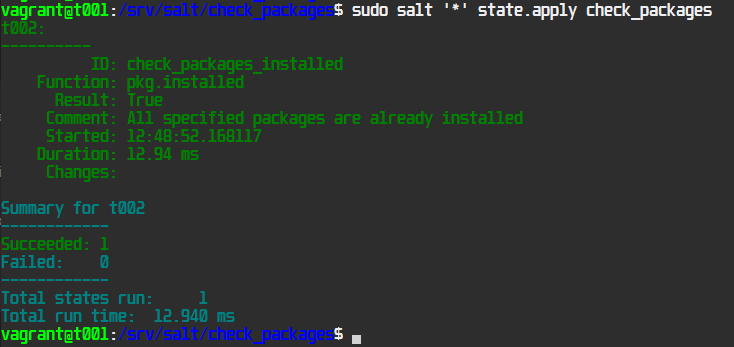 vagrant@t001:/srv/salt/check_packages$ sudo salt '*' state.apply check_packages
t002:
----------
          ID: check_packages_installed
    Function: pkg.installed
      Result: True
     Comment: All specified packages are already installed
     Started: 12:48:52.168117
    Duration: 12.94 ms
     Changes:

Summary for t002
------------
Succeeded: 1
Failed:    0
------------
Total states run:     1
Total run time:  12.940 ms
vagrant@t001:/srv/salt/check_packages$